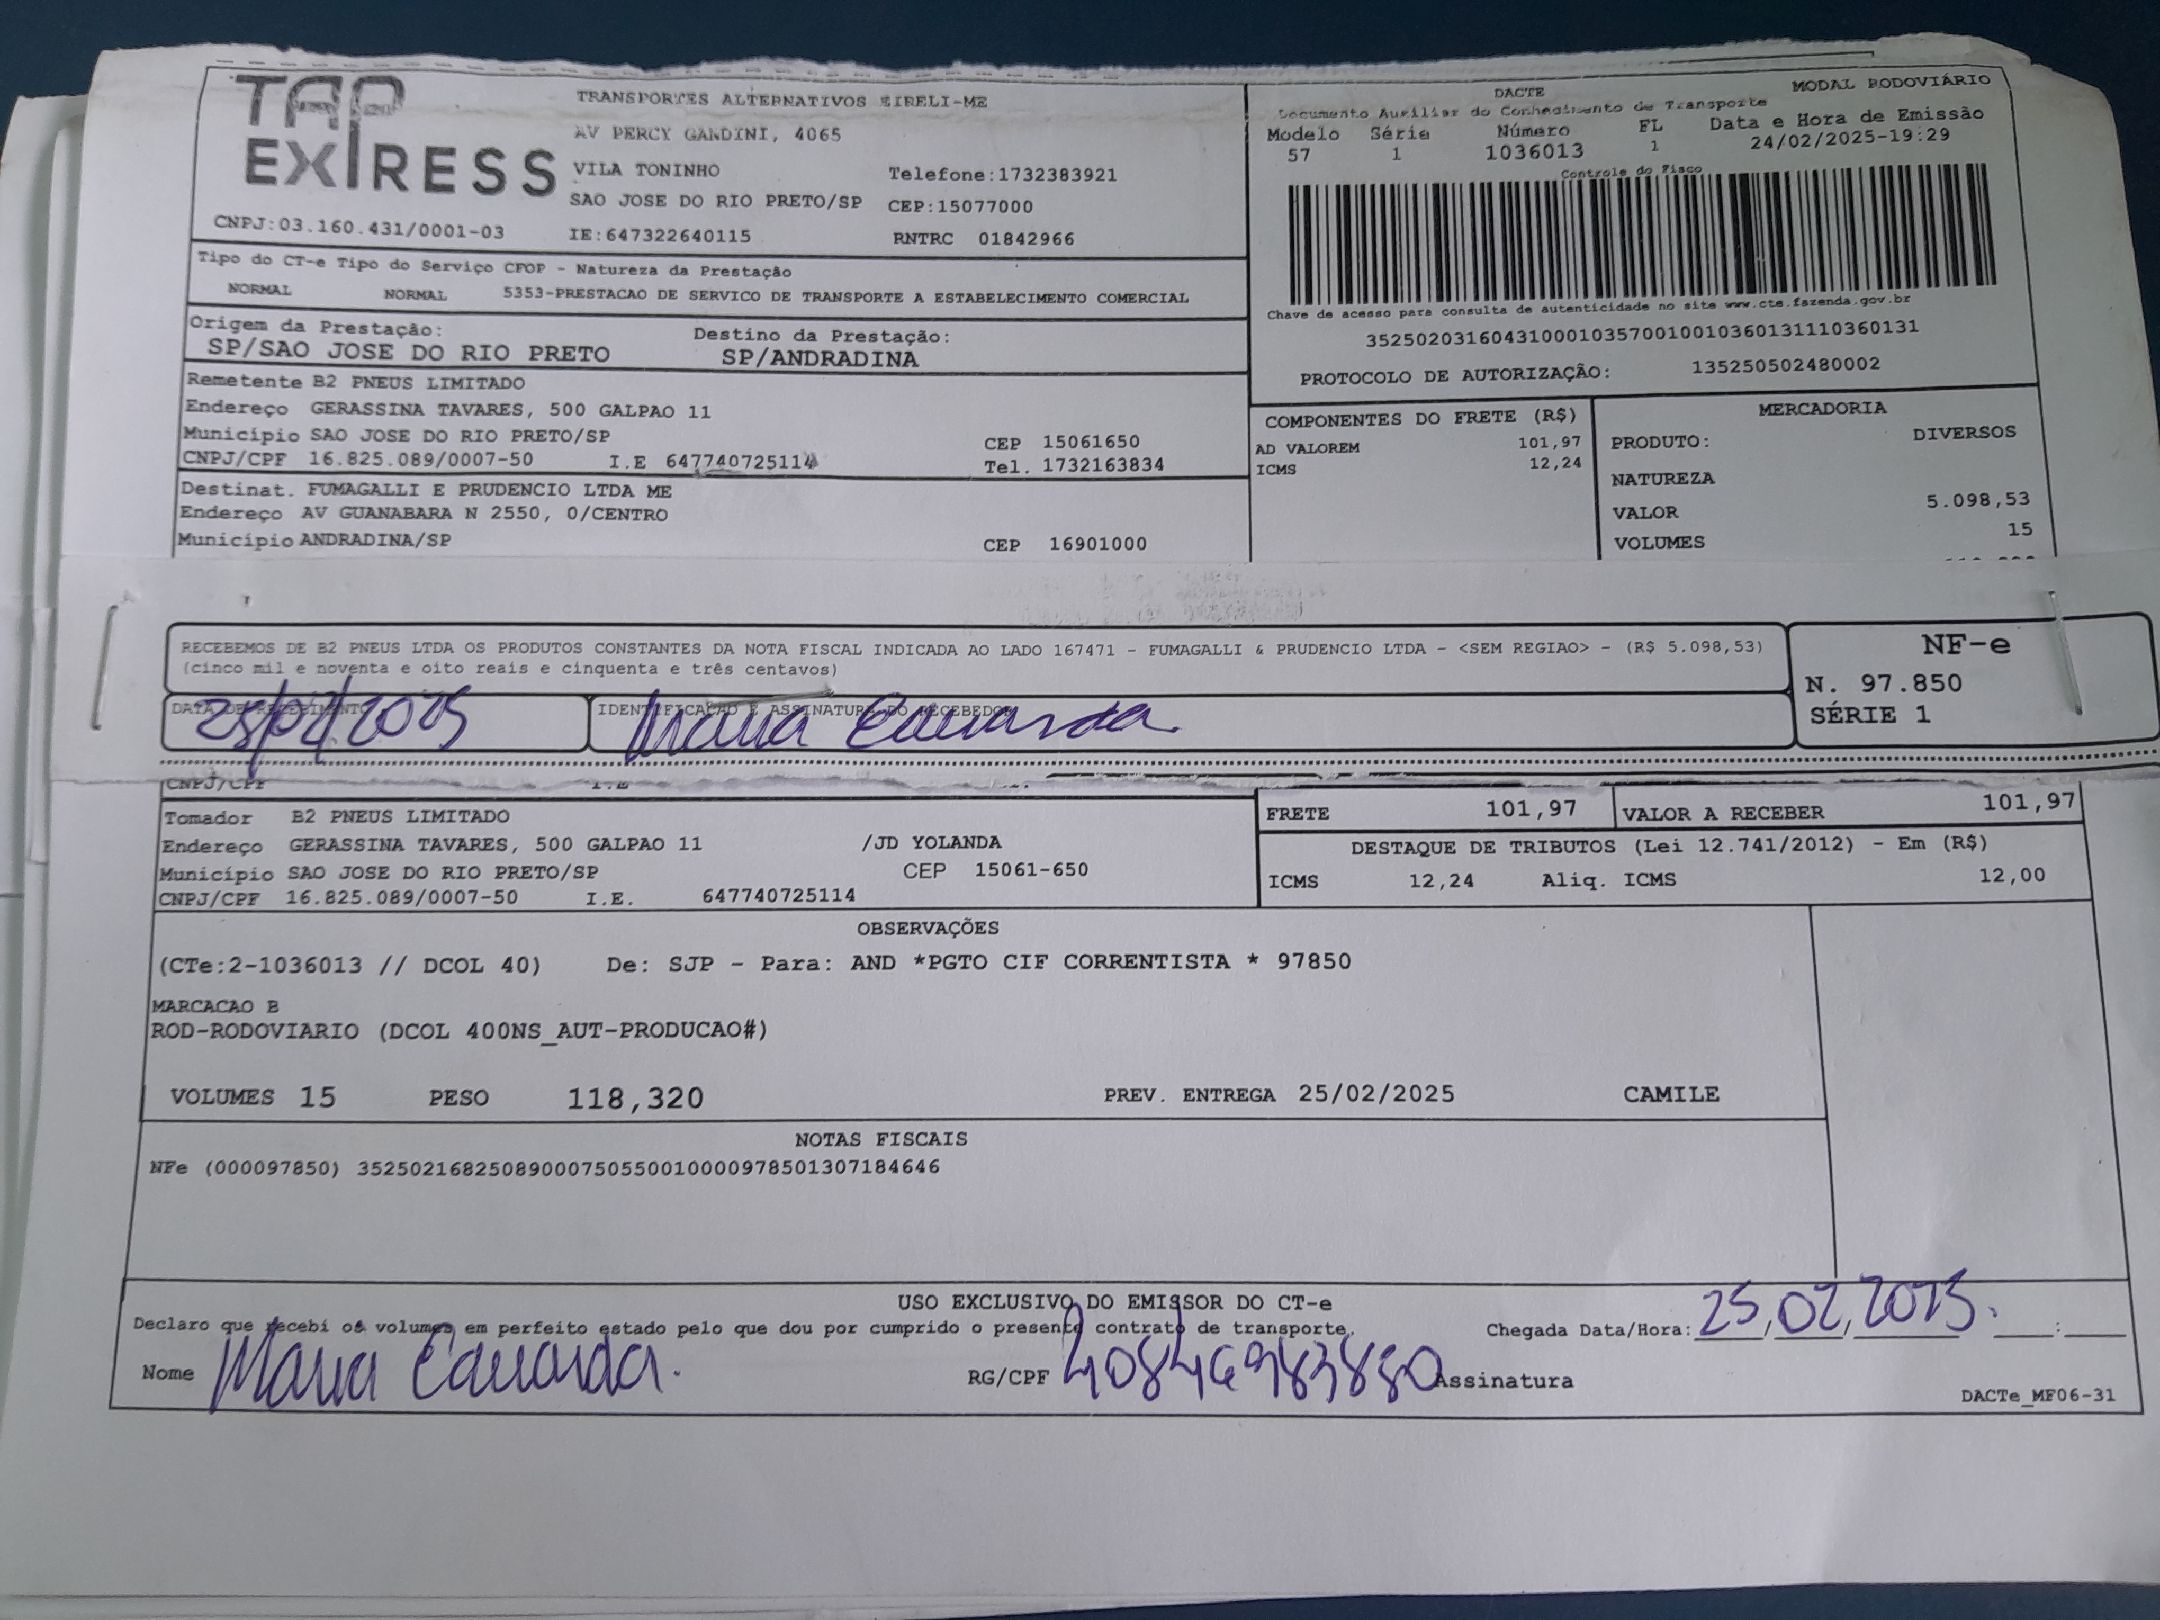 TAP EXPRESS
TRANSPORTES ALTERNATIVOS EIRELI-ME
AV PERCY GANDINI, 4065
VILA TONINHO Telefone:1732383921
SAO JOSE DO RIO PRETO/SP CEP:15077000
CNPJ:03.160.431/0001-03 IE:647322640115 RNTRC 01842966
DACTE MODAL RODOVIÁRIO
Documento Auxiliar do Conhecimento de Transporte
Modelo Série Número FL Data e Hora de Emissão
57 1 1036013 1 24/02/2025-19:29
Controle do Fisco
Chave de acesso para consulta de autenticidade no site www.cte.fazenda.gov.br
35250203160431000103570010010360131110360131
PROTOCOLO DE AUTORIZAÇÃO: 135250502480002
Tipo do CT-e Tipo do Serviço CFOP - Natureza da Prestação
NORMAL NORMAL 5353-PRESTACAO DE SERVICO DE TRANSPORTE A ESTABELECIMENTO COMERCIAL
Origem da Prestação: Destino da Prestação:
SP/SAO JOSE DO RIO PRETO SP/ANDRADINA
Remetente B2 PNEUS LIMITADO
Endereço GERASSINA TAVARES, 500 GALPAO 11
Município SAO JOSE DO RIO PRETO/SP CEP 15061650
CNPJ/CPF 16.825.089/0007-50 I.E 647740725114 Tel. 1732163834
Destinat. FUMAGALLI E PRUDENCIO LTDA ME
Endereço AV GUANABARA N 2550, 0/CENTRO
Município ANDRADINA/SP CEP 16901000
COMPONENTES DO FRETE (R$)
AD VALOREM 101,97
ICMS 12,24
MERCADORIA
PRODUTO: DIVERSOS
NATUREZA
VALOR 5.098,53
VOLUMES 15
RECEBEMOS DE B2 PNEUS LTDA OS PRODUTOS CONSTANTES DA NOTA FISCAL INDICADA AO LADO 167471 - FUMAGALLI & PRUDENCIO LTDA - <SEM REGIAO> - (R$ 5.098,53)
(cinco mil e noventa e oito reais e cinquenta e três centavos)
DATA DE RECEBIMENTO IDENTIFICAÇÃO E ASSINATURA DO RECEBEDOR
25/02/2025 Maria Eduarda
NF-e
N. 97.850
SÉRIE 1
CNPJ/CPF I.E
Tomador B2 PNEUS LIMITADO
Endereço GERASSINA TAVARES, 500 GALPAO 11 /JD YOLANDA
Município SAO JOSE DO RIO PRETO/SP CEP 15061-650
CNPJ/CPF 16.825.089/0007-50 I.E. 647740725114
FRETE 101,97 VALOR A RECEBER 101,97
DESTAQUE DE TRIBUTOS (Lei 12.741/2012) - Em (R$)
ICMS 12,24 Aliq. ICMS 12,00
OBSERVAÇÕES
(CTe:2-1036013 // DCOL 40) De: SJP - Para: AND *PGTO CIF CORRENTISTA * 97850
MARCACAO B
ROD-RODOVIARIO (DCOL 400NS_AUT-PRODUCAO#)
VOLUMES 15 PESO 118,320 PREV. ENTREGA 25/02/2025 CAMILE
NOTAS FISCAIS
NFe (000097850) 35250216825089000750550010000978501307184646
USO EXCLUSIVO DO EMISSOR DO CT-e
Declaro que recebi os volumes em perfeito estado pelo que dou por cumprido o presente contrato de transporte. Chegada Data/Hora: 25/02/2025. :
Nome Maria Eduarda. RG/CPF 40846983880 Assinatura
DACTe_MF06-31